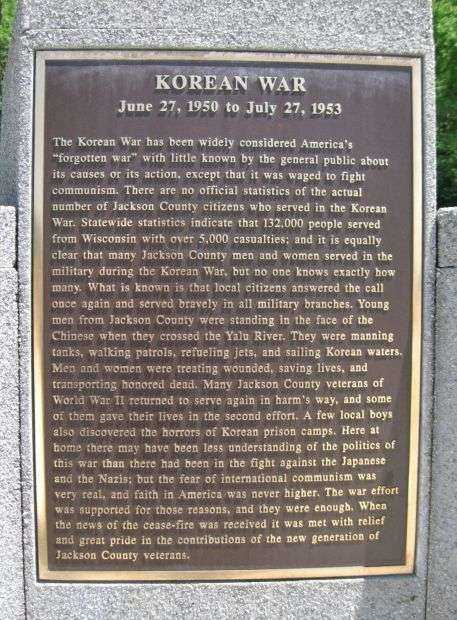 KOREAN WAR
June 27, 1950 to July 27, 1953
The Korean War has been widely considered America's
"forgotten war" with little known by the general public about
its causes or its action, except that it was waged to fight
communism. There are no official statistics of the actual
number of Jackson County citizens who served in the Korean
War. Statewide statistics indicate that 132,000 people served
from Wisconsin with over 5,000 casualties; and it is equally
clear that many Jackson County men and women served in the
military during the Korean War, but no one knows exactly how
many. What is known is that local citizens answered the call
once again and served bravely in all military branches. Young
men from Jackson County were standing in the face of the
Chinese when they crossed the Yalu River. They were manning
tanks, walking patrols, refueling jets, and sailing Korean waters.
Men and women were treating wounded, saving lives, and
transporting honored dead. Many Jackson County veterans of
World War II returned to serve again in harm's way, and some
of them gave their lives in the second effort. A few local boys
also discovered the horrors of Korean prison camps. Here at
home there may have been less understanding of the politics of
this war than there had been in the fight against the Japanese
and the Nazis; but the fear of international communism was
very real, and faith in America was never higher. The war effort
was supported for those reasons, and they were enough. When
the news of the cease-fire was received it was met with relief
and great pride in the contributions of the new generation of
Jackson County veterans.